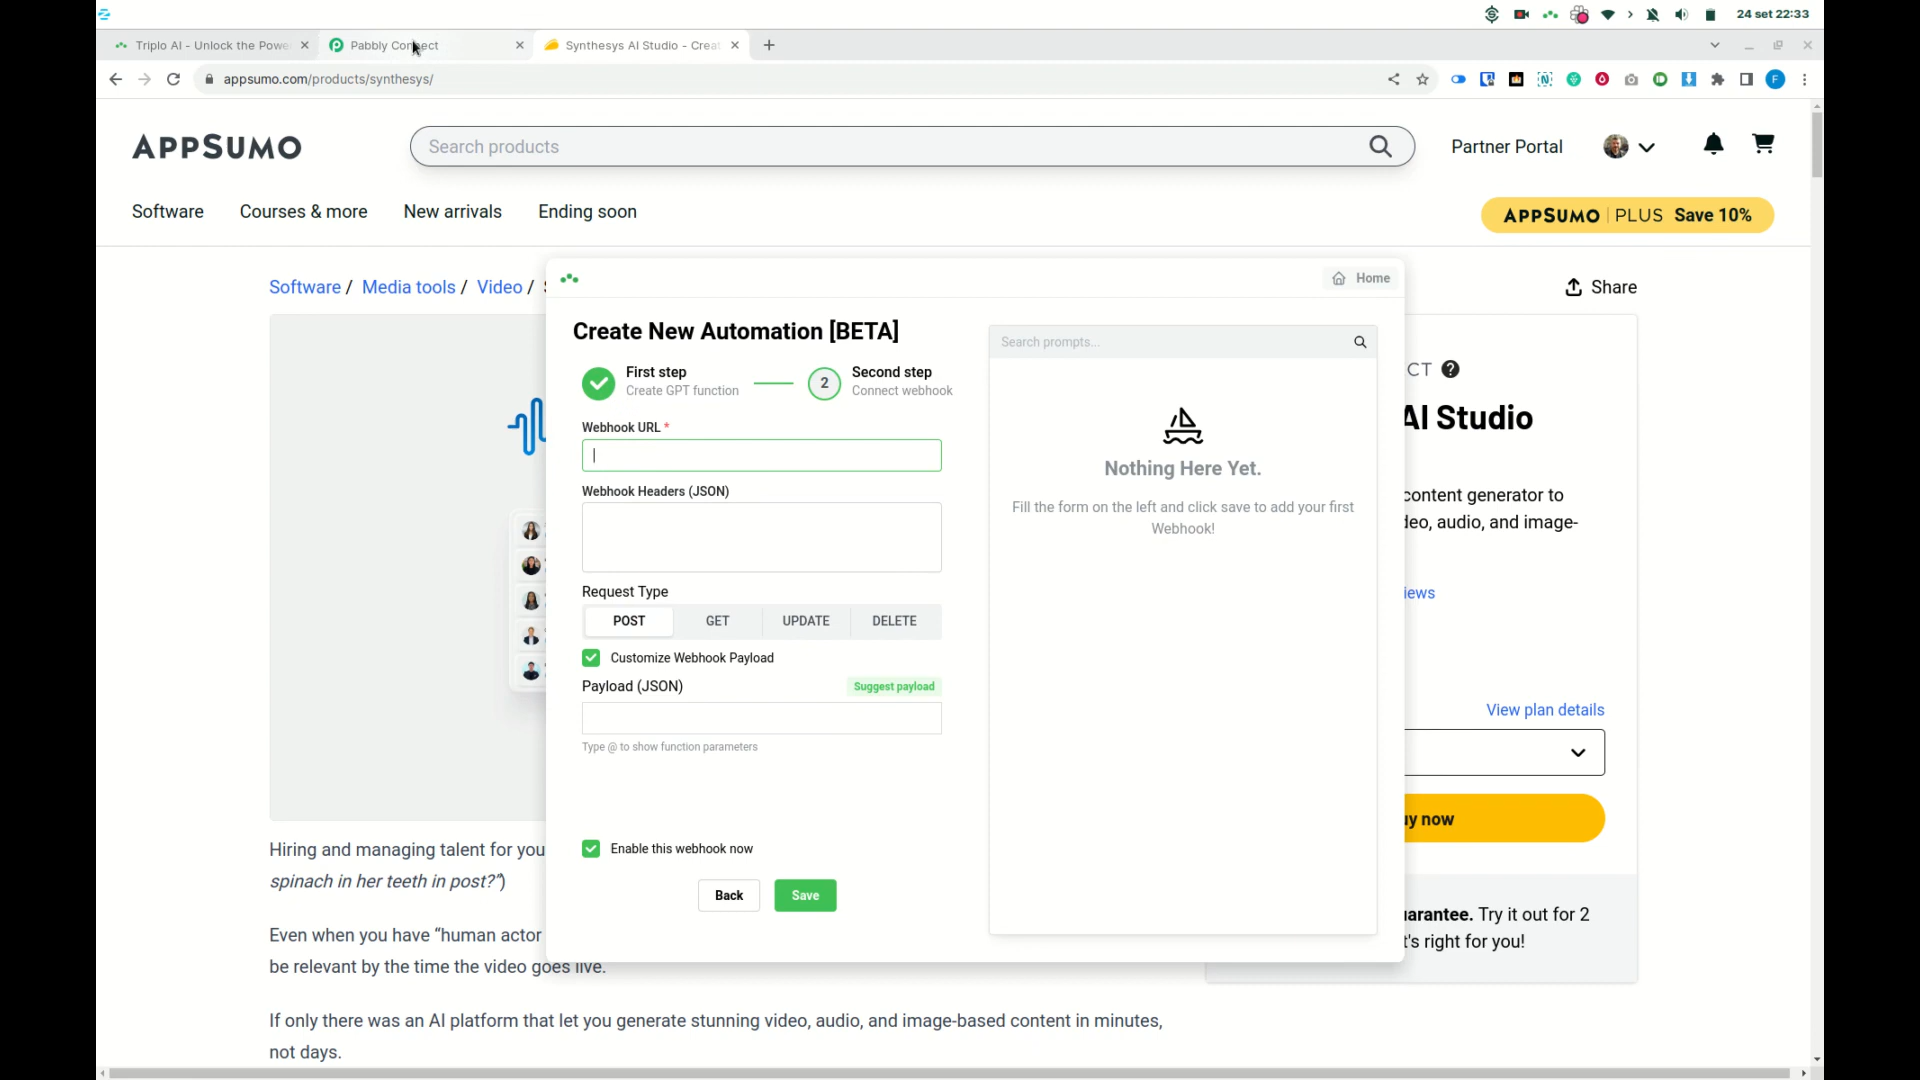 24 set 22:33
Triplo AI - Unlock the Powe
Pabbly Connect
Synthesys AI Studio - Creat
appsumo.com/products/synthesys/
F
APPSUMO
Search products
Partner Portal
Software
Courses & more
New arrivals
Ending soon
APPSUMO | PLUS Save 10%
Software / Media tools / Video /
Share
Home
Create New Automation [BETA]
First step
Create GPT function
2
Second step
Connect webhook
Webhook URL *
Webhook Headers (JSON)
Request Type
POST
GET
UPDATE
DELETE
Customize Webhook Payload
Payload (JSON)
Suggest payload
Type @ to show function parameters
Enable this webhook now
Back
Save
Search prompts...
Nothing Here Yet.
Fill the form on the left and click save to add your first
Webhook!
CT ?
AI Studio
content generator to
deo, audio, and image-
iews
View plan details
uy now
uarantee. Try it out for 2
t's right for you!
Hiring and managing talent for you
spinach in her teeth in post?”)
Even when you have “human actor
be relevant by the time the video goes live.
If only there was an AI platform that let you generate stunning video, audio, and image-based content in minutes,
not days.